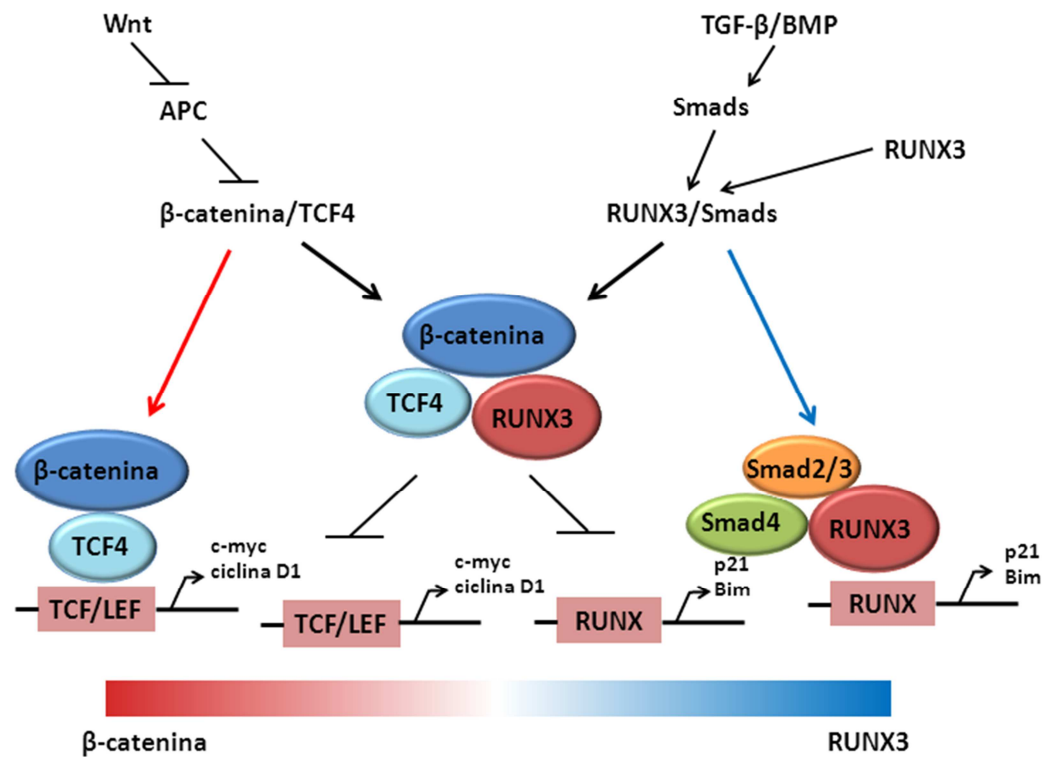 Wnt
TGF-β/BMP
APC
Smads
RUNX3
β-catenina/TCF4
RUNX3/Smads
β-catenina
TCF4
RUNX3
β-catenina
TCF4
Smad2/3
Smad4
RUNX3
c-myc
ciclina D1
TCF/LEF
c-myc
ciclina D1
TCF/LEF
p21
Bim
RUNX
p21
Bim
RUNX
β-catenina
RUNX3